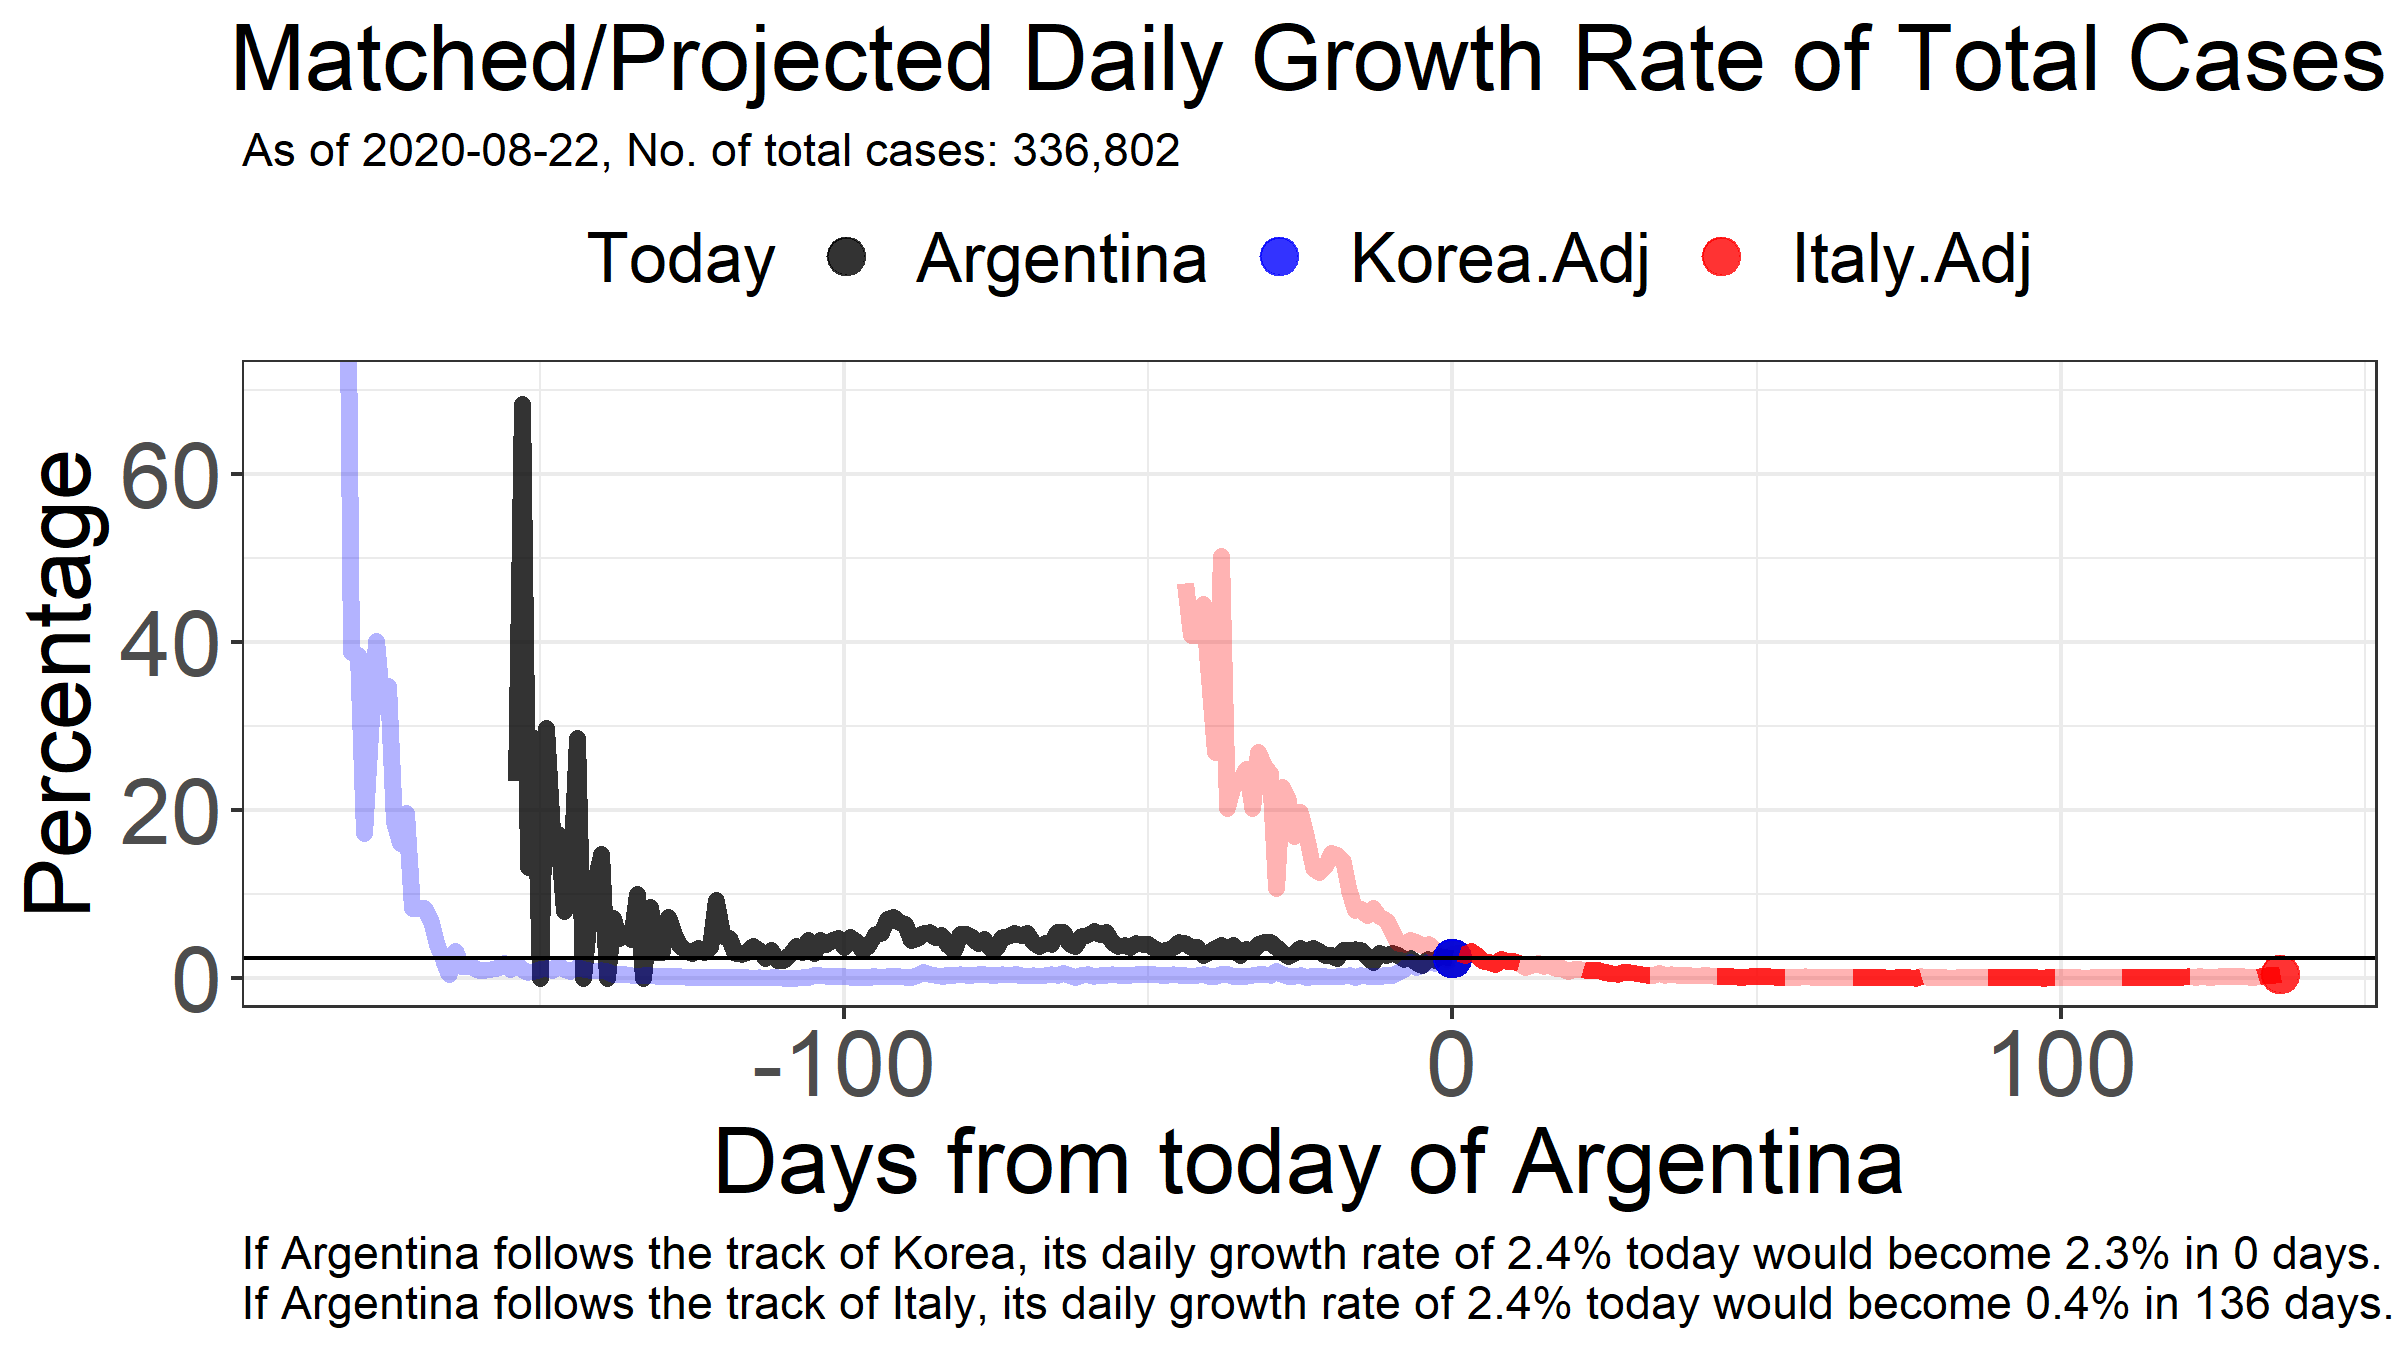 Matched/Projected Daily Growth Rate of Total Cases
As of 2020-08-22, No. of total cases: 336,802
Today Argentina Korea.Adj Italy.Adj
Percentage
60
40
20
0
-100 0 100
Days from today of Argentina
If Argentina follows the track of Korea, its daily growth rate of 2.4% today would become 2.3% in 0 days.
If Argentina follows the track of Italy, its daily growth rate of 2.4% today would become 0.4% in 136 days.